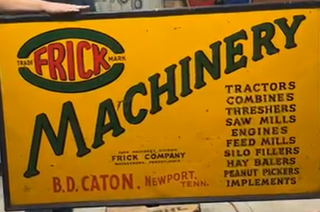 TRADE FRICK MARK
MACHINERY
TRACTORS
COMBINES
THRESHERS
SAW MILLS
ENGINES
FEED MILLS
SILO FILLERS
HAY BALERS
PEANUT PICKERS
IMPLEMENTS
FRICK COMPANY
B.D. CATON, NEWPORT, TENN.